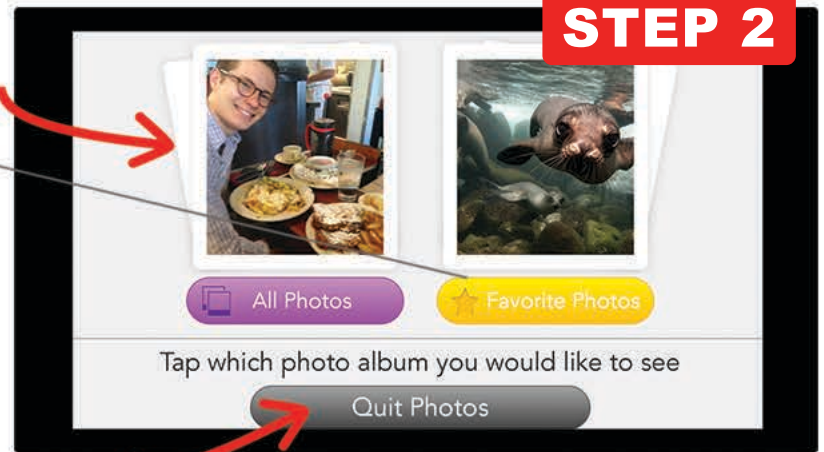 STEP 2
All Photos
Favorite Photos
Tap which photo album you would like to see
Quit Photos